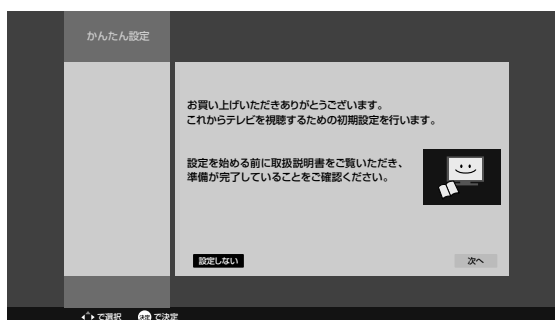 かんたん設定
お買い上げいただきありがとうございます。
これからテレビを視聴するための初期設定を行います。
設定を始める前に取扱説明書をご覧いただき、
準備が完了していることをご確認ください。
設定しない
次へ
で選択 決定 で決定